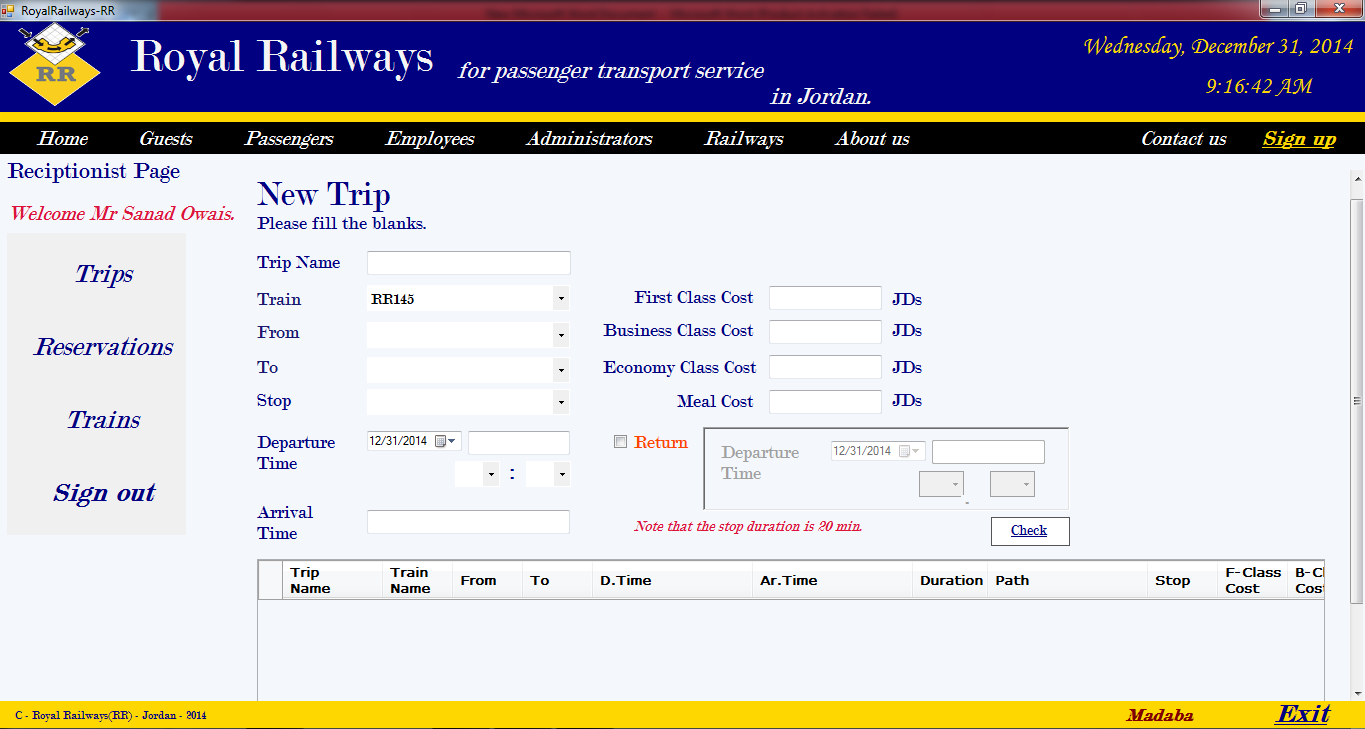 RoyalRailways-RR
RR
Royal Railways
for passenger transport service
in Jordan.
Wednesday, December 31, 2014
9:16:42 AM
Home Guests Passengers Employees Administrators Railways About us Contact us Sign up
Reciptionist Page
Welcome Mr Sanad Owais.
Trips
Reservations
Trains
Sign out
New Trip
Please fill the blanks.
Trip Name
Train RR145 First Class Cost JDs
From Business Class Cost JDs
To Economy Class Cost JDs
Stop Meal Cost JDs
Departure 12/31/2014
Time :
Return
Departure 12/31/2014
Time
Arrival
Time
Note that the stop duration is 20 min.
Check
Trip Name Train Name From To D.Time Ar.Time Duration Path Stop F-Class Cost
C - Royal Railways(RR) - Jordan - 2014
Madaba
Exit